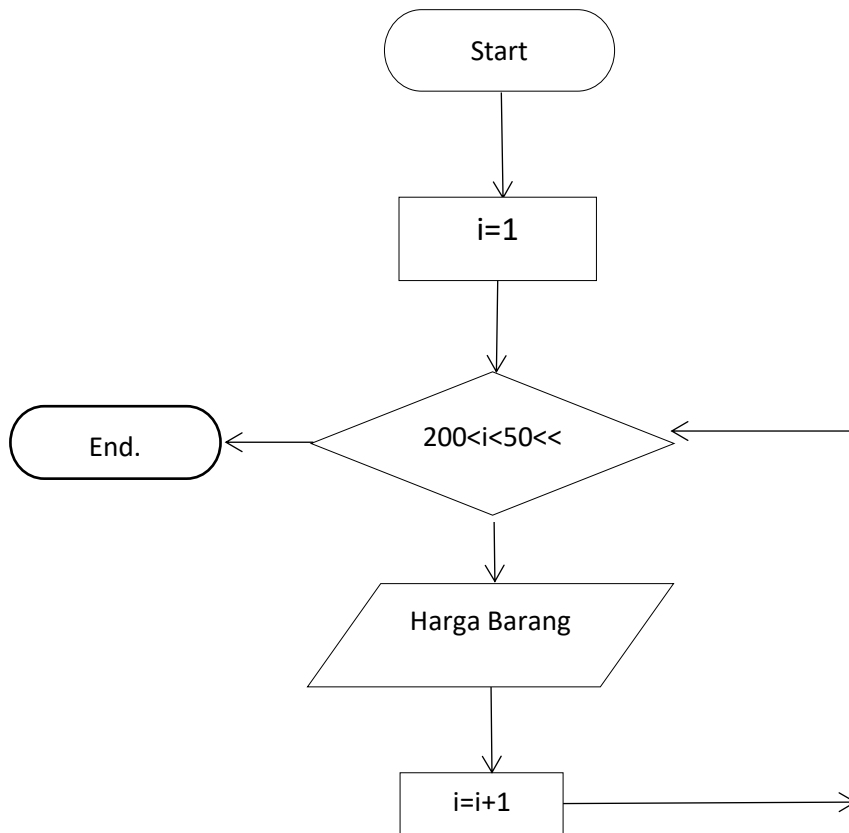 Start
i=1
200<i<50<<
End.
Harga Barang
i=i+1